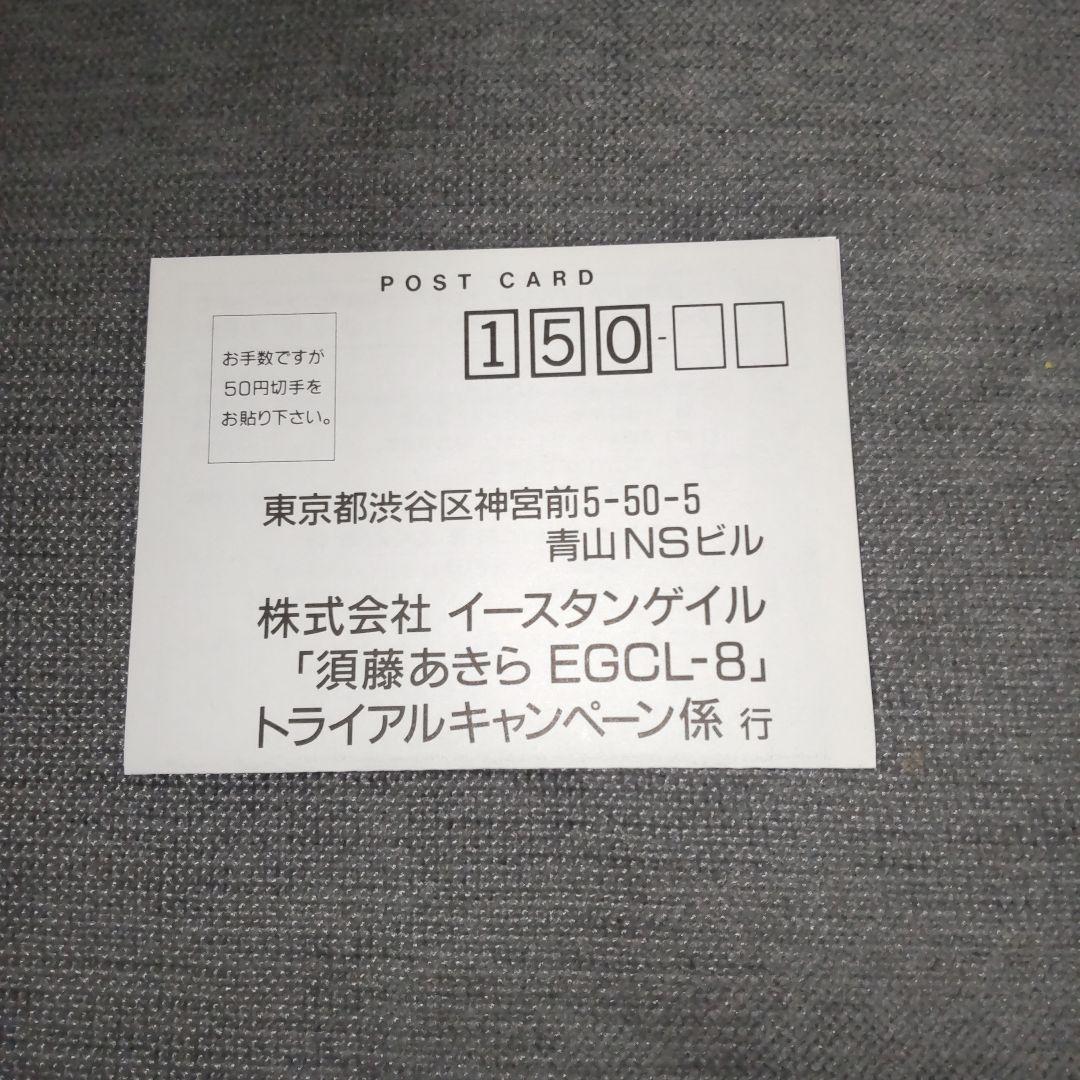 POST CARD
150-
お手数ですが
50円切手を
お貼り下さい。
東京都渋谷区神宮前5-50-5
青山NSビル
株式会社 イースタンゲイル
「須藤あきら EGCL-8」
トライアルキャンペーン係 行